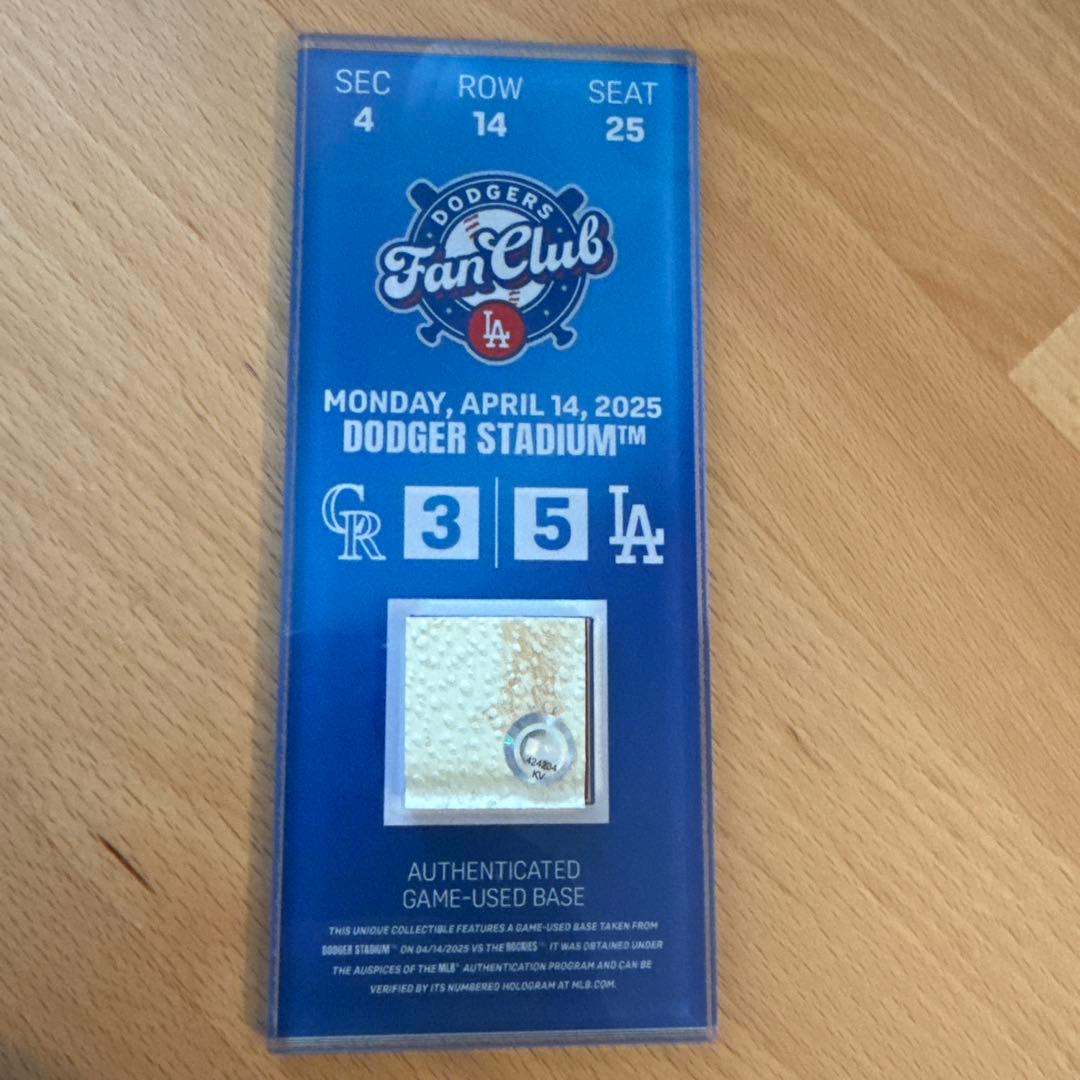 SEC ROW SEAT
4 14 25
DODGERS
Fan Club
LA
MONDAY, APRIL 14, 2025
DODGER STADIUM™
CR 3 5 LA
KV
AUTHENTICATED
GAME-USED BASE
THIS UNIQUE COLLECTIBLE FEATURES A GAME-USED BASE TAKEN FROM
DODGER STADIUM™ ON 04/14/2025 VS THE ROCKIES™. IT WAS OBTAINED UNDER
THE AUSPICES OF THE MLB™ AUTHENTICATION PROGRAM AND CAN BE
VERIFIED BY ITS NUMBERED HOLOGRAM AT MLB.COM.